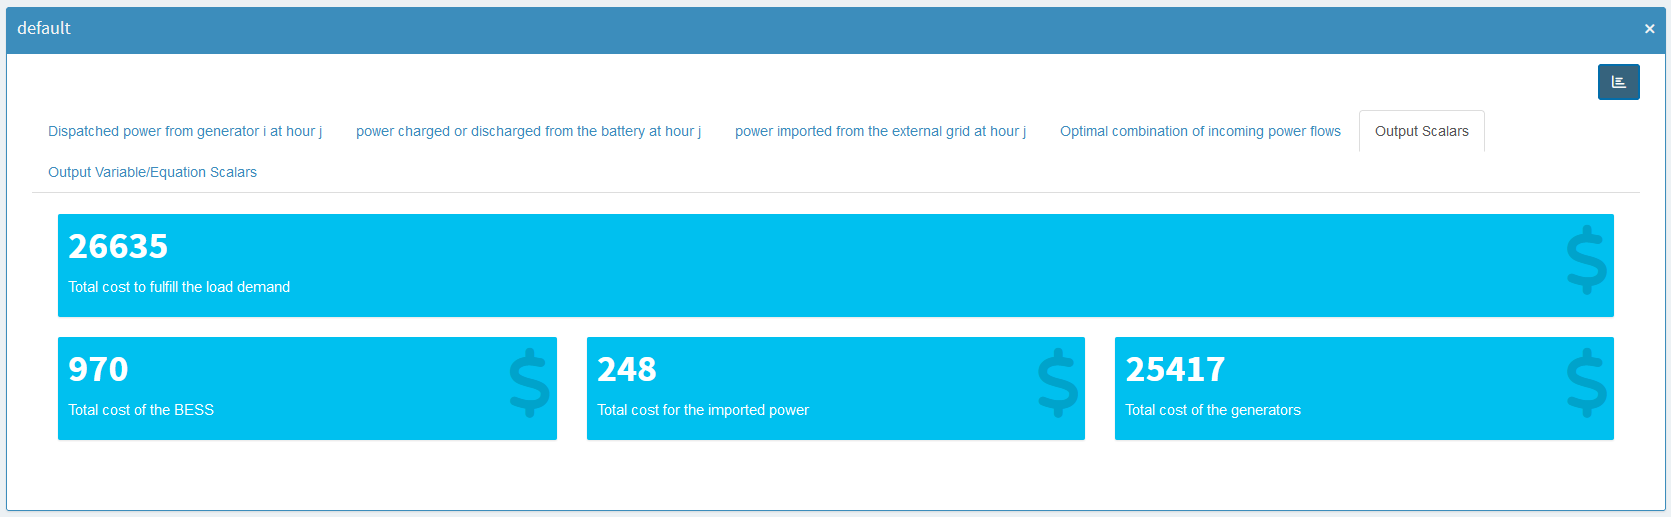 default ×
Dispatched power from generator i at hour j power charged or discharged from the battery at hour j power imported from the external grid at hour j Optimal combination of incoming power flows Output Scalars
Output Variable/Equation Scalars
26635
$
Total cost to fulfill the load demand
970
$
Total cost of the BESS
248
$
Total cost for the imported power
25417
$
Total cost of the generators